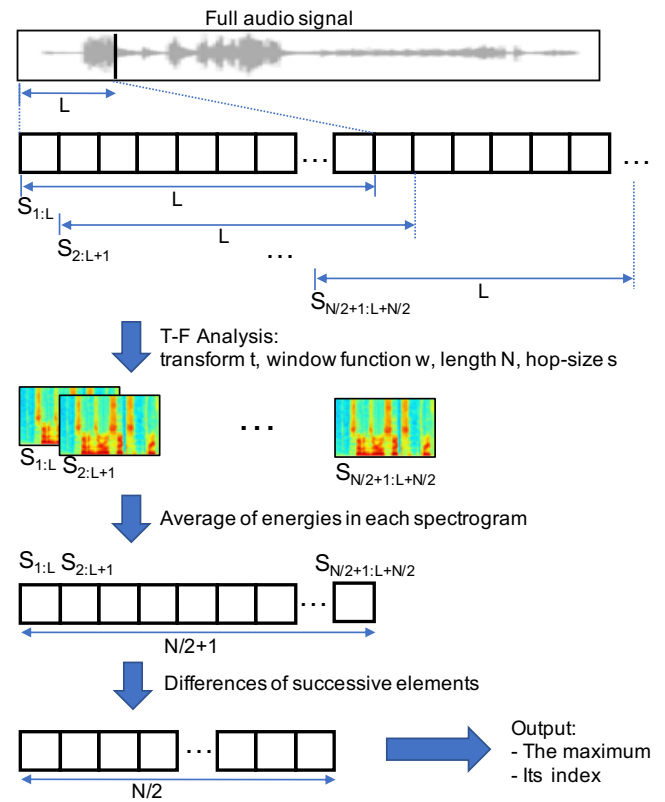 Full audio signal
L
...
...
L
S1:L
L
S2:L+1
...
L
SN/2+1:L+N/2
T-F Analysis:
transform t, window function w, length N, hop-size s
...
S1:L
S2:L+1
SN/2+1:L+N/2
Average of energies in each spectrogram
S1:L S2:L+1
SN/2+1:L+N/2
...
N/2+1
Differences of successive elements
...
N/2
Output:
- The maximum
- Its index